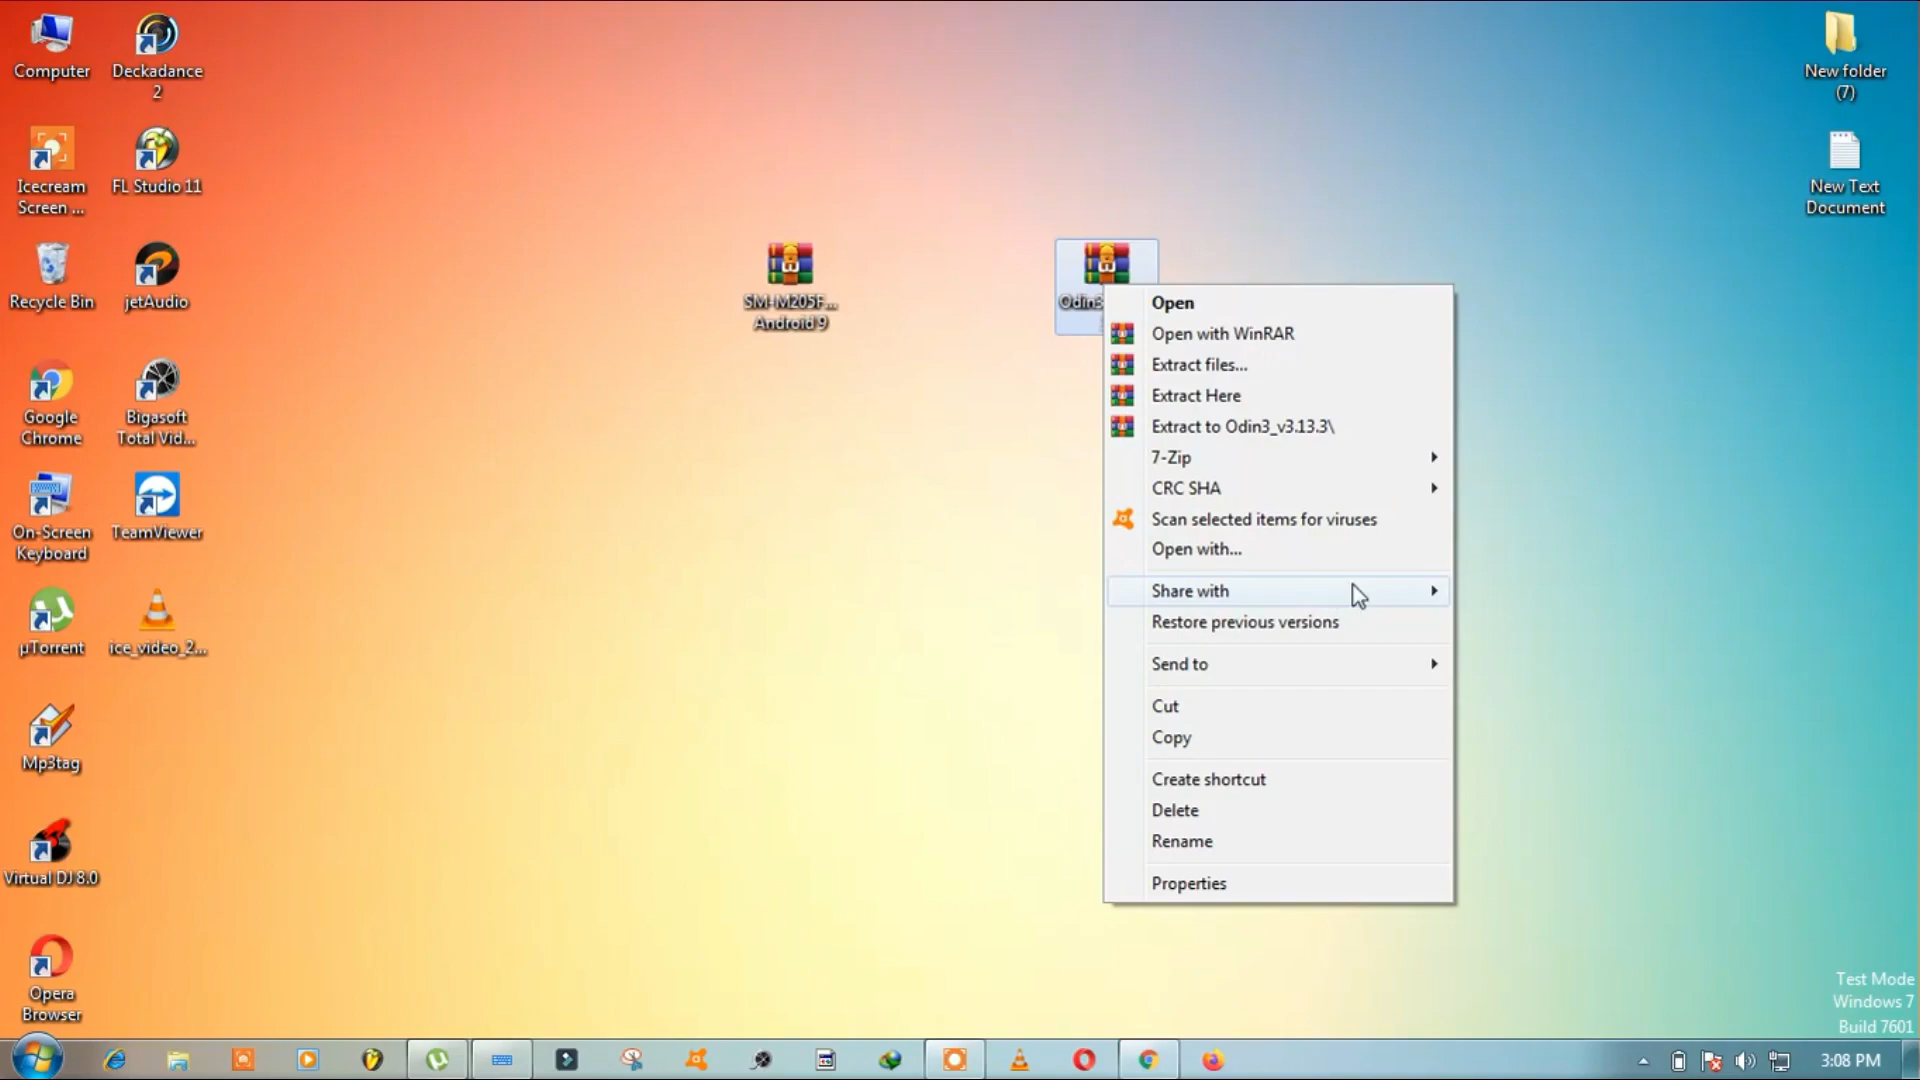 Computer
Deckadance
2
Icecream
Screen ...
FL Studio 11
Recycle Bin
jetAudio
Google
Chrome
Bigasoft
Total Vid...
On-Screen
Keyboard
TeamViewer
µTorrent
ice_video_2...
Mp3tag
Virtual DJ 8.0
Opera
Browser
SM-M205F...
Android 9
Odin3
Open
Open with WinRAR
Extract files...
Extract Here
Extract to Odin3_v3.13.3\
7-Zip
CRC SHA
Scan selected items for viruses
Open with...
Share with
Restore previous versions
Send to
Cut
Copy
Create shortcut
Delete
Rename
Properties
New folder
(7)
New Text
Document
Test Mode
Windows 7
Build 7601
3:08 PM